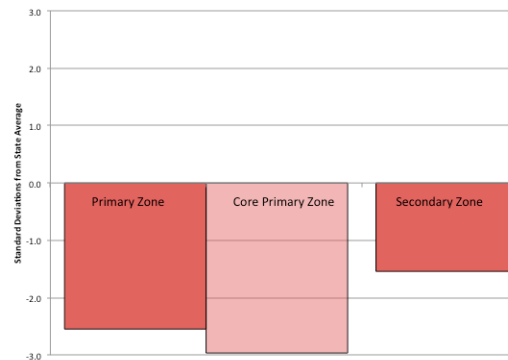 3.0
2.0
1.0
0.0
-1.0
-2.0
-3.0
Standard Deviations from State Average
Primary Zone
Core Primary Zone
Secondary Zone